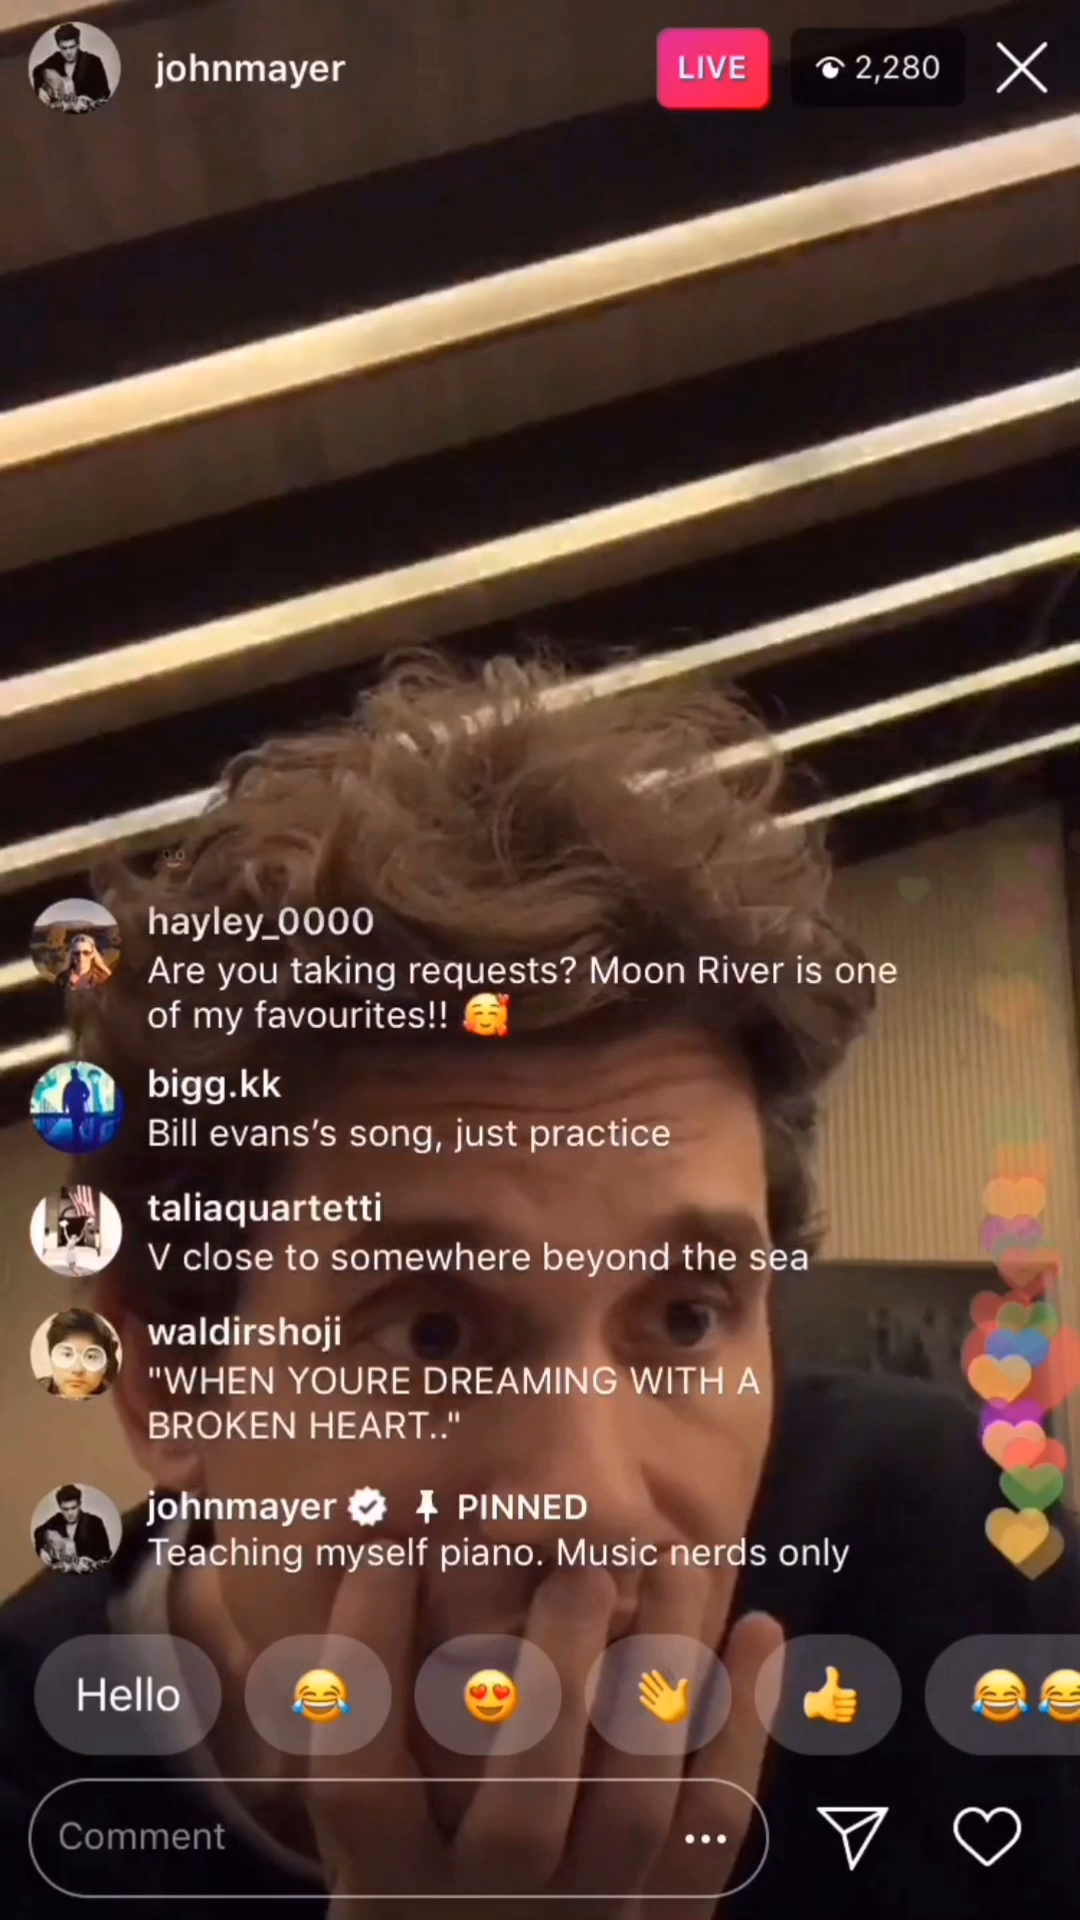 johnmayer
LIVE
2,280
hayley_0000
Are you taking requests? Moon River is one
of my favourites!! 🥰
bigg.kk
Bill evans’s song, just practice
taliaquartetti
V close to somewhere beyond the sea
waldirshoji
"WHEN YOURE DREAMING WITH A
BROKEN HEART.."
johnmayer PINNED
Teaching myself piano. Music nerds only
Hello 😂 😍 👋 👍 😂😂
Comment